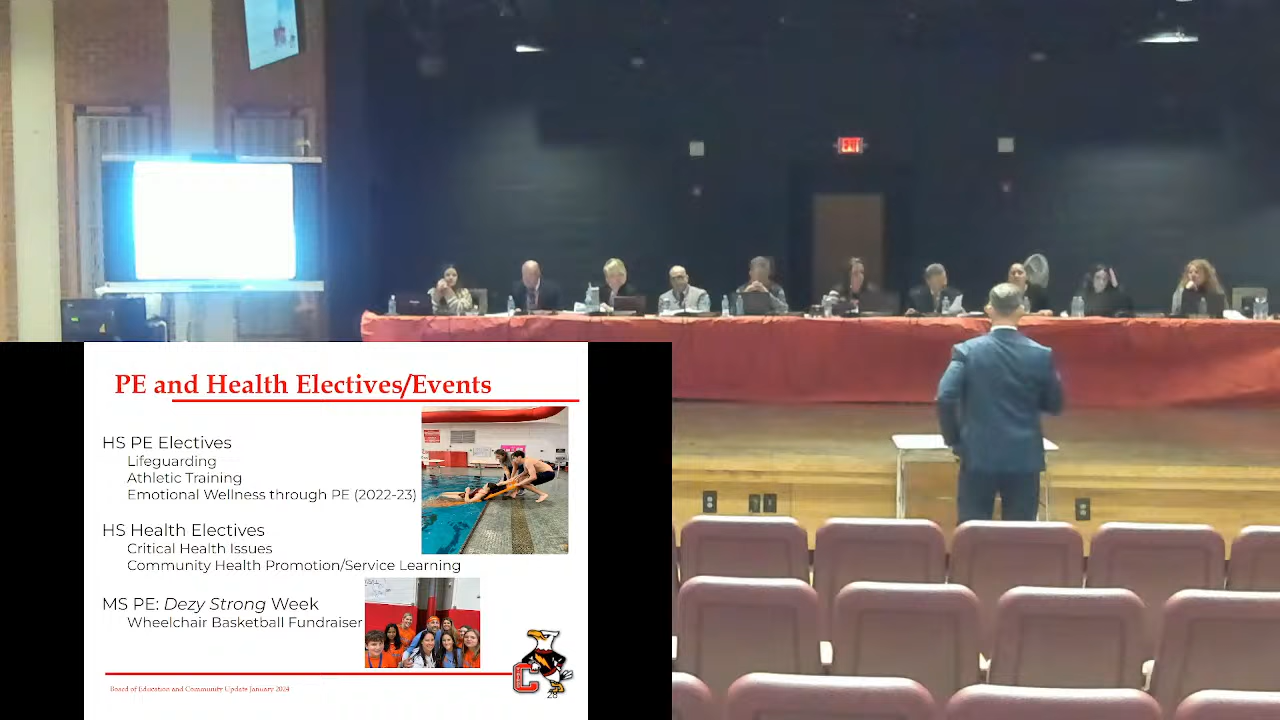 EXIT
PE and Health Electives/Events
HS PE Electives
Lifeguarding
Athletic Training
Emotional Wellness through PE (2022-23)
HS Health Electives
Critical Health Issues
Community Health Promotion/Service Learning
MS PE: Dezy Strong Week
Wheelchair Basketball Fundraiser
C
Board of Education and Community Update January 2024
28